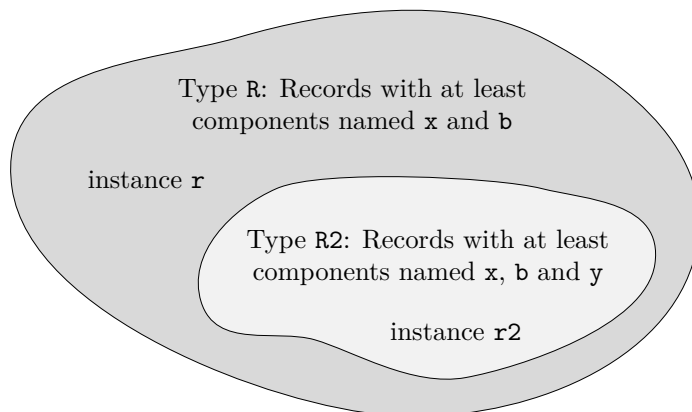 Type R: Records with at least
components named x and b
instance r
Type R2: Records with at least
components named x, b and y
instance r2